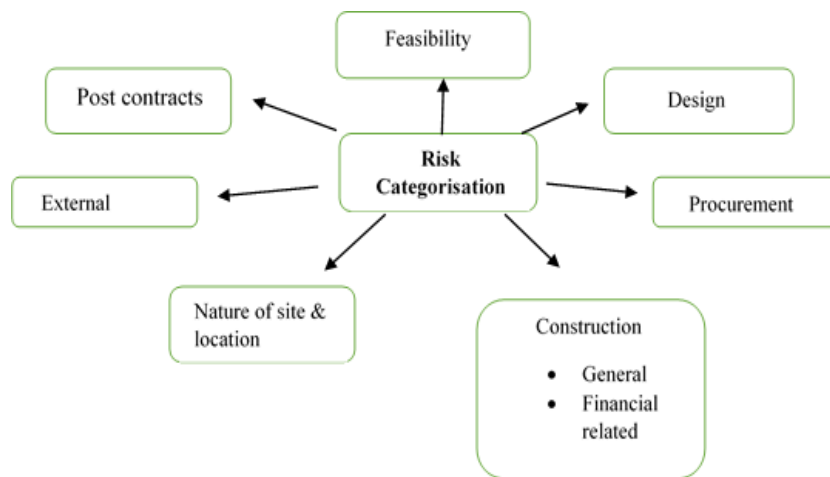 Feasibility
Post contracts
Design
Risk
Categorisation
External
Procurement
Nature of site &
location
Construction
• General
• Financial
related